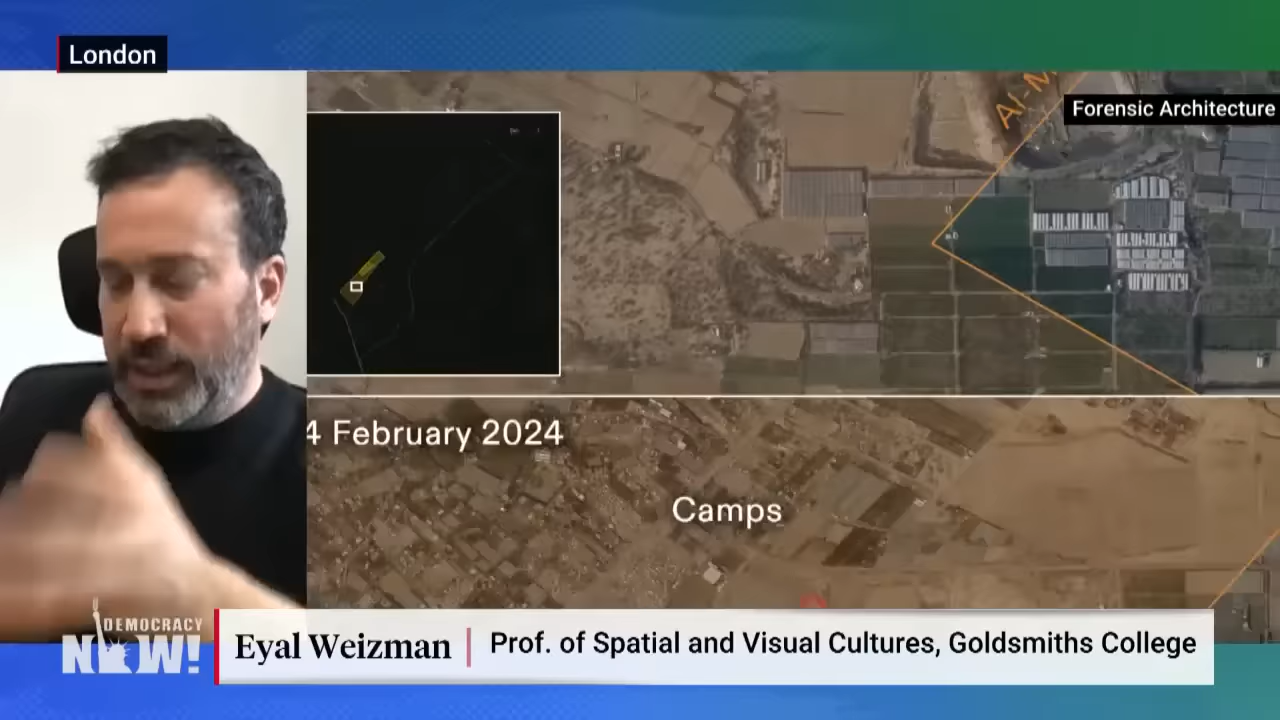 London
Forensic Architecture
4 February 2024
Camps
DEMOCRACY
NOW!
Eyal Weizman
Prof. of Spatial and Visual Cultures, Goldsmiths College